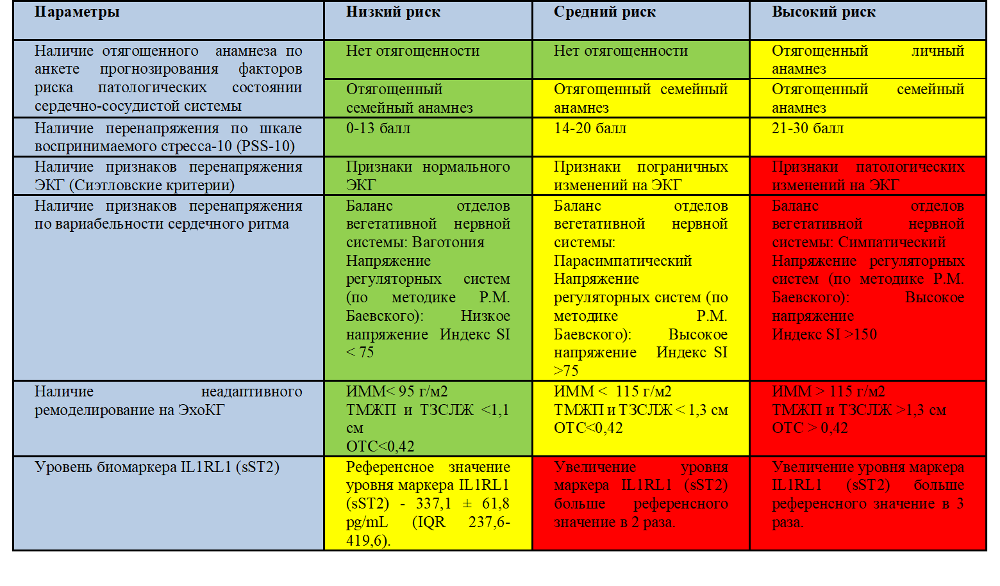 Параметры
Низкий риск
Средний риск
Высокий риск
Наличие отягощенного анамнеза по
анкете прогнозирования факторов
риска патологических состоянии
сердечно-сосудистой системы
Нет отягощенности
Нет отягощенности
Отягощенный личный
анамнез
Отягощенный
семейный анамнез
Отягощенный семейный
анамнез
Отягощенный семейный
анамнез
Наличие перенапряжения по шкале
воспринимаемого стресса-10 (PSS-10)
0-13 балл
14-20 балл
21-30 балл
Наличие признаков перенапряжения
ЭКГ (Сиэтловские критерии)
Признаки нормального
ЭКГ
Признаки пограничных
изменений на ЭКГ
Признаки патологических
изменений на ЭКГ
Наличие признаков перенапряжения
по вариабельности сердечного ритма
Баланс отделов
вегетативной нервной
системы: Ваготония
Напряжение
регуляторных систем
(по методике Р.М.
Баевского): Низкое
напряжение Индекс SI
< 75
Баланс отделов
вегетативной нервной
системы:
Парасимпатический
Напряжение
регуляторных систем (по
методике Р.М.
Баевского): Высокое
напряжение Индекс SI
>75
Баланс отделов
вегетативной нервной
системы: Симпатический
Напряжение регуляторных
систем (по методике Р.М.
Баевского): Высокое
напряжение
Индекс SI >150
Наличие неадаптивного
ремоделирование на ЭхоКГ
ИММ< 95 г/м2
ТМЖП и ТЗСЛЖ <1,1
см
ОТС<0,42
ИММ < 115 г/м2
ТМЖП и ТЗСЛЖ < 1,3 см
ОТС<0,42
ИММ > 115 г/м2
ТМЖП и ТЗСЛЖ >1,3 см
ОТС > 0,42
Уровень биомаркера IL1RL1 (sST2)
Референсное значение
уровня маркера IL1RL1
(sST2) - 337,1 ± 61,8
pg/mL (IQR 237,6-
419,6).
Увеличение уровня
маркера IL1RL1 (sST2)
больше референсного
значение в 2 раза.
Увеличение уровня маркера
IL1RL1 (sST2) больше
референсного значение в 3
раза.